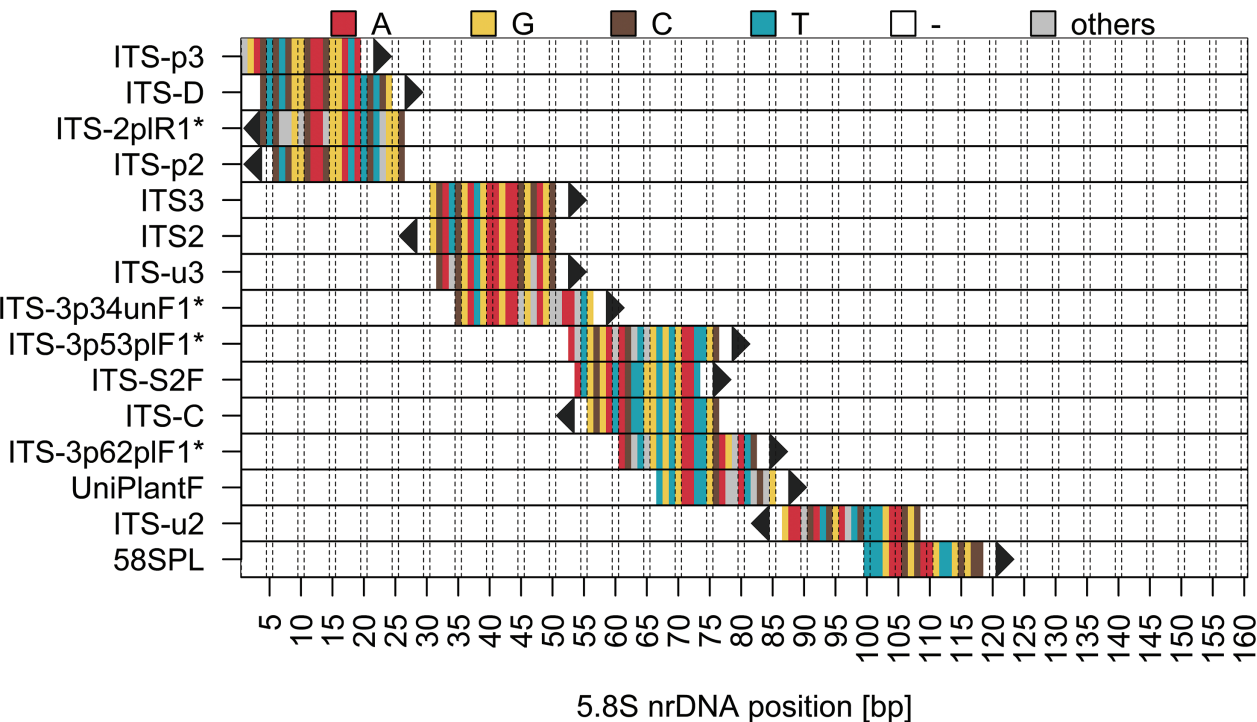 A G C T - others
ITS-p3
ITS-D
ITS-2plR1*
ITS-p2
ITS3
ITS2
ITS-u3
ITS-3p34unF1*
ITS-3p53plF1*
ITS-S2F
ITS-C
ITS-3p62plF1*
UniPlantF
ITS-u2
58SPL
5 10 15 20 25 30 35 40 45 50 55 60 65 70 75 80 85 90 95 100 105 110 115 120 125 130 135 140 145 150 155 160
5.8S nrDNA position [bp]